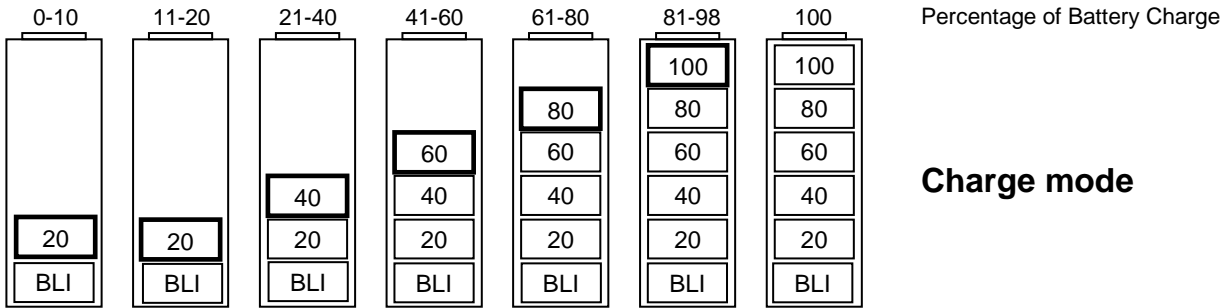 0-10 11-20 21-40 41-60 61-80 81-98 100 Percentage of Battery Charge
100 100
80 80 80
60 60 60 60
Charge mode
40 40 40 40 40
20 20 20 20 20 20 20
BLI BLI BLI BLI BLI BLI BLI